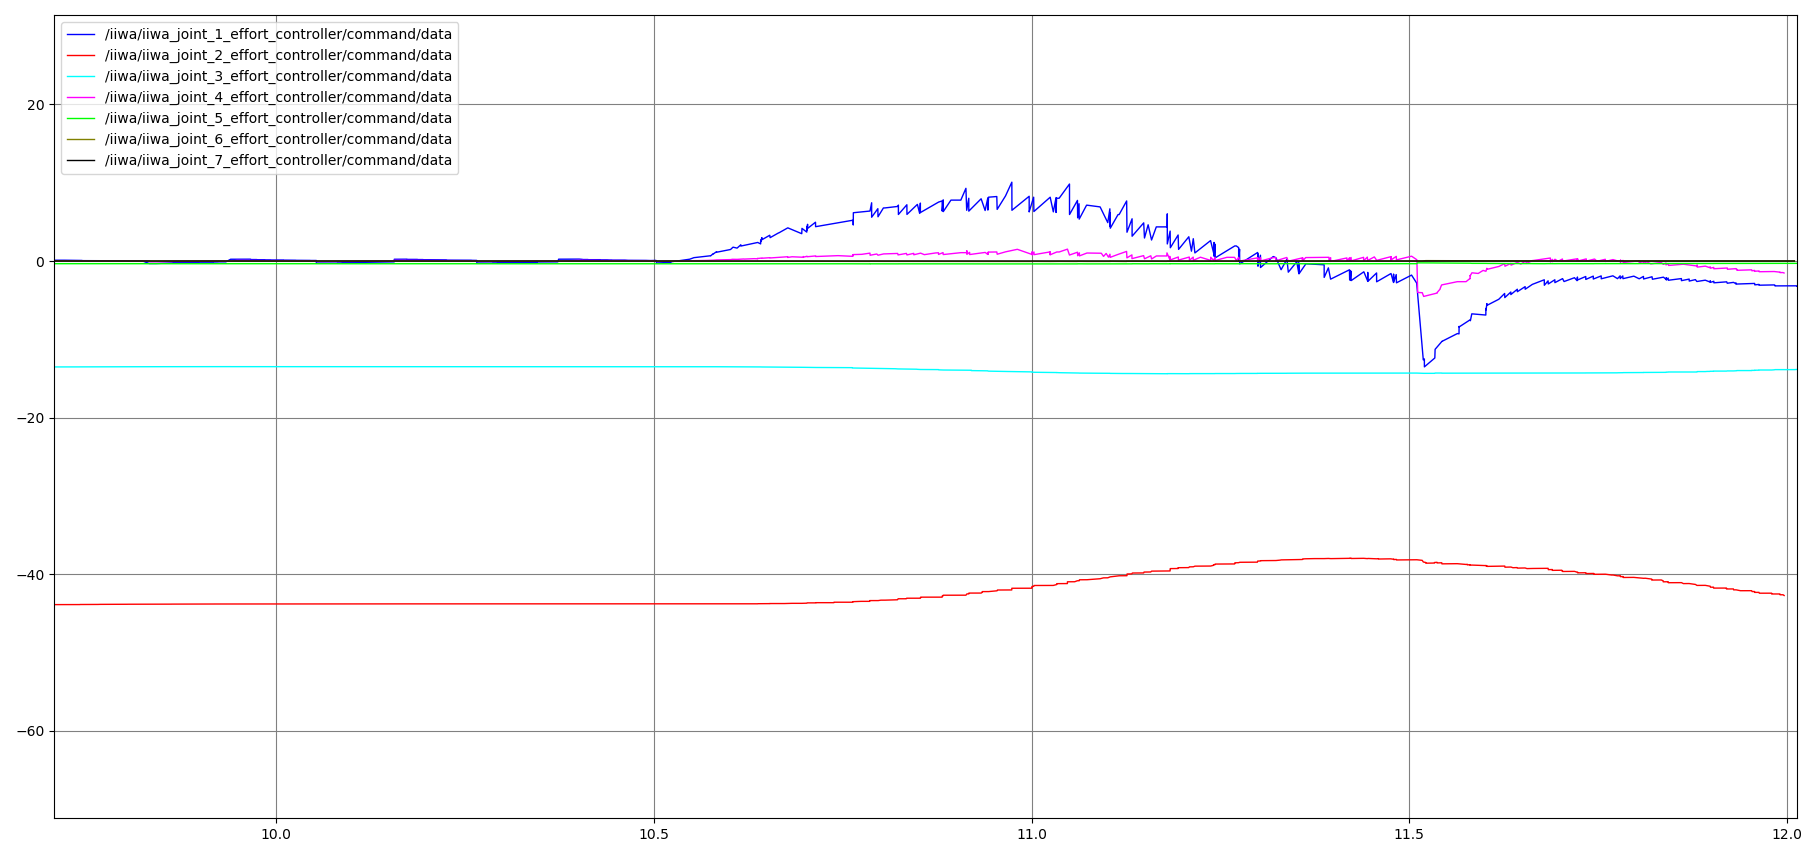 /iiwa/iiwa_joint_1_effort_controller/command/data
/iiwa/iiwa_joint_2_effort_controller/command/data
/iiwa/iiwa_joint_3_effort_controller/command/data
/iiwa/iiwa_joint_4_effort_controller/command/data
/iiwa/iiwa_joint_5_effort_controller/command/data
/iiwa/iiwa_joint_6_effort_controller/command/data
/iiwa/iiwa_joint_7_effort_controller/command/data
20
0
−20
−40
−60
10.0 10.5 11.0 11.5 12.0